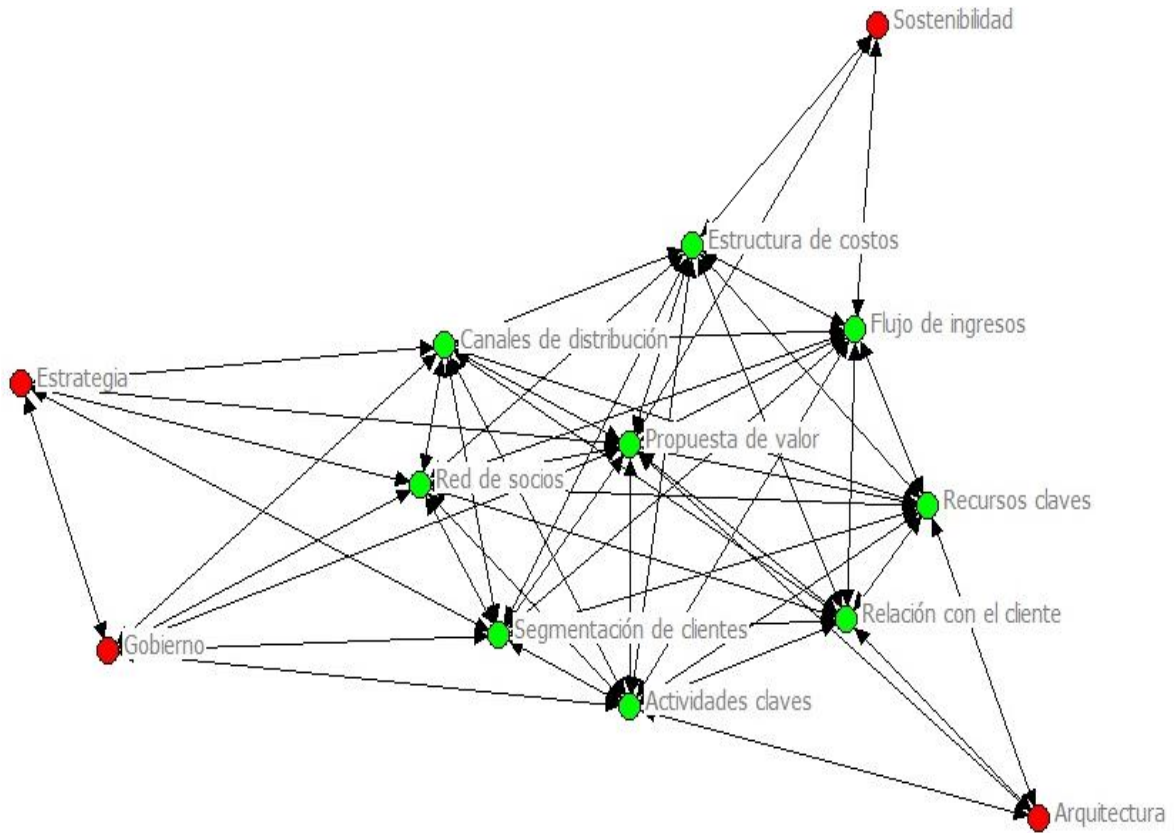 Sostenibilidad
Estructura de costos
Flujo de ingresos
Canales de distribución
Estrategia
Propuesta de valor
Red de socios
Recursos claves
Relación con el cliente
Segmentación de clientes
Gobierno
Actividades claves
Arquitectura